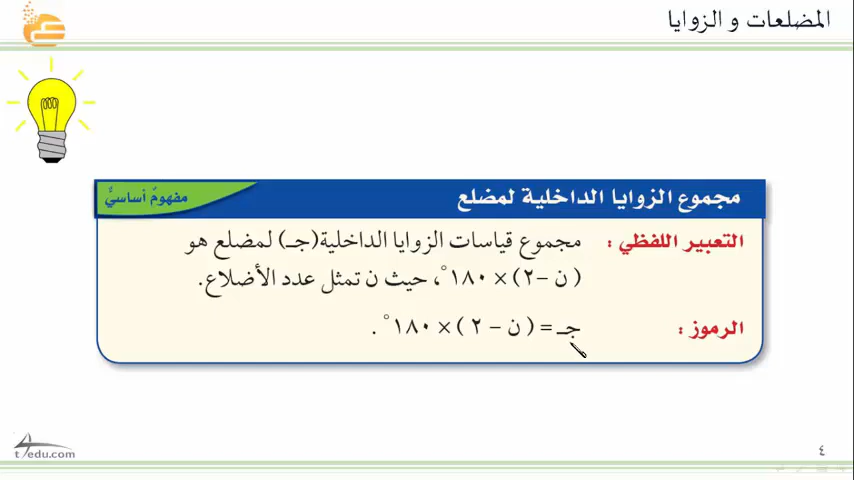 المضلعات و الزوايا
مجموع الزوايا الداخلية لمضلع
مفهومٌ أساسيٌّ
التعبير اللفظي : مجموع قياسات الزوايا الداخلية (جـ) لمضلع هو
( ن – ٢) × ١٨٠°، حيث ن تمثل عدد الأضلاع.
الرموز : جـ = ( ن – ٢ ) × ١٨٠° .
t4edu.com
٤